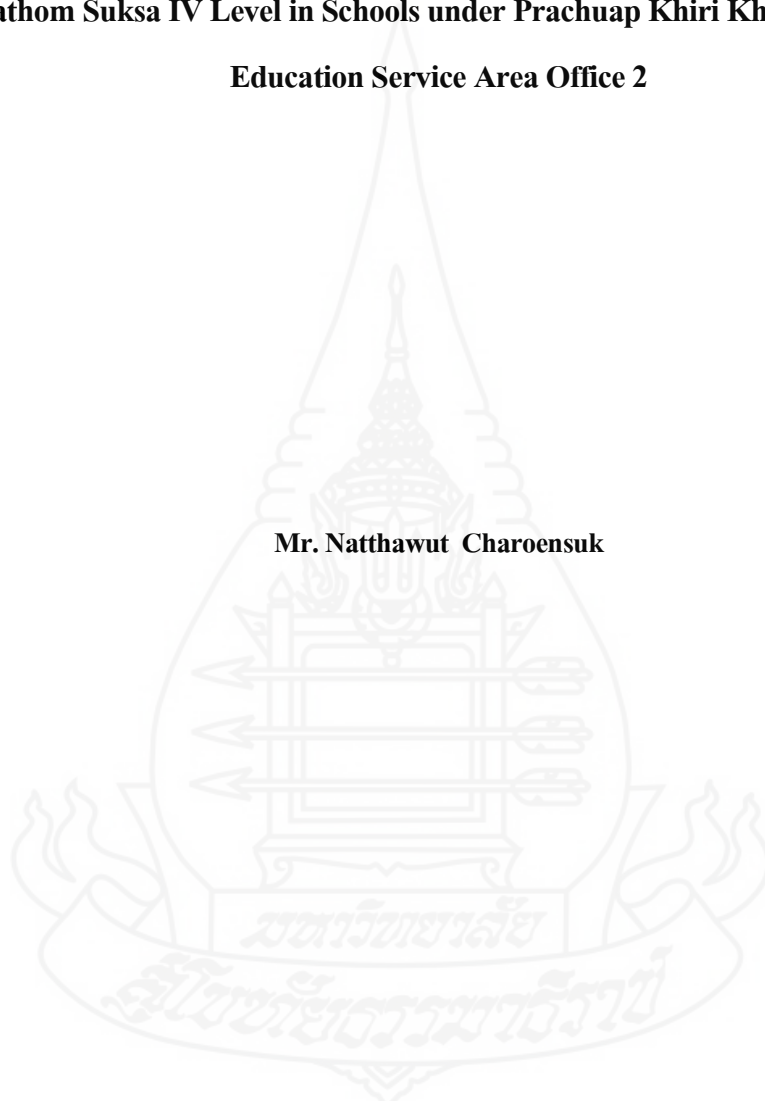 athom Suksa IV Level in Schools under Prachuap Khiri Kh
Education Service Area Office 2
Mr. Natthawut Charoensuk
มหาวิทยาลัย
สุโขทัยธรรมาธิราช